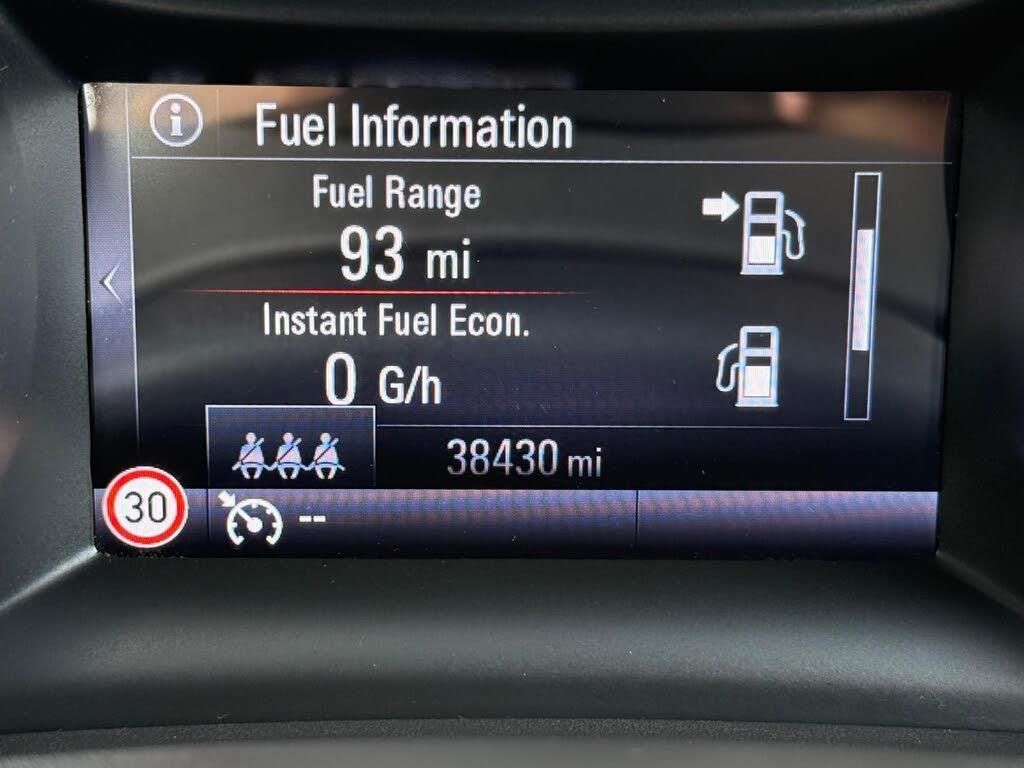 Fuel Information
Fuel Range
93 mi
Instant Fuel Econ.
0 G/h
38430 mi
30
--